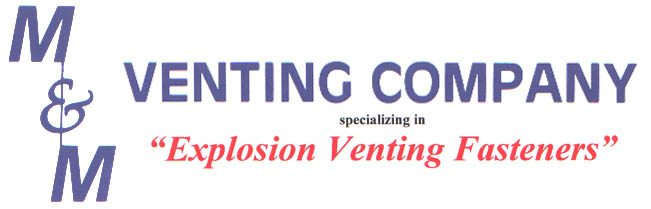 M
&
M
VENTING COMPANY
specializing in
“Explosion Venting Fasteners”